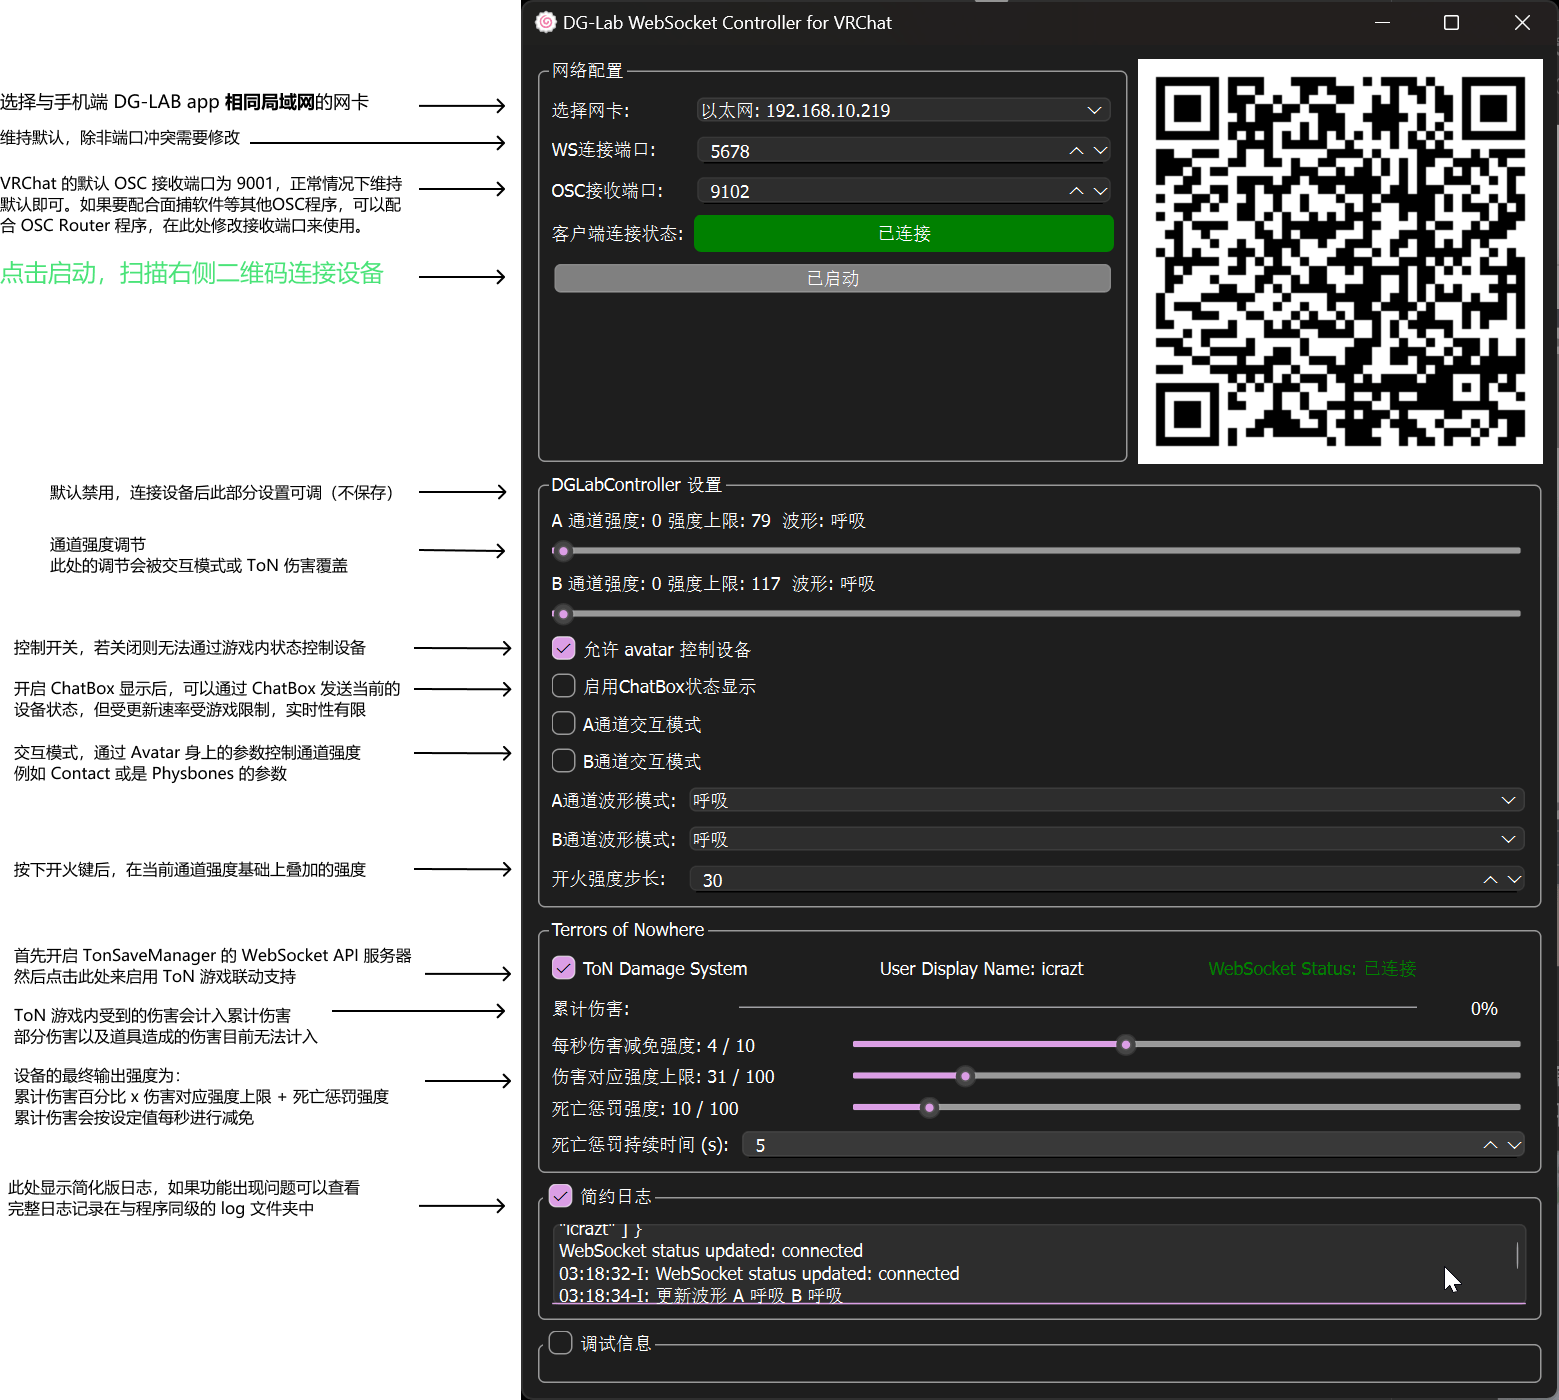 DG-Lab WebSocket Controller for VRChat
选择与手机端 DG-LAB app 相同局域网的网卡
维持默认，除非端口冲突需要修改
VRChat 的默认 OSC 接收端口为 9001，正常情况下维持
默认即可。如果要配合面捕软件等其他OSC程序，可以配
合 OSC Router 程序，在此处修改接收端口来使用。
点击启动，扫描右侧二维码连接设备
网络配置
选择网卡: 以太网: 192.168.10.219
WS连接端口: 5678
OSC接收端口: 9102
客户端连接状态: 已连接
已启动
默认禁用，连接设备后此部分设置可调（不保存）
通道强度调节
此处的调节会被交互模式或 ToN 伤害覆盖
控制开关，若关闭则无法通过游戏内状态控制设备
开启 ChatBox 显示后，可以通过 ChatBox 发送当前的
设备状态，但受更新速率受游戏限制，实时性有限
交互模式，通过 Avatar 身上的参数控制通道强度
例如 Contact 或是 Physbones 的参数
按下开火键后，在当前通道强度基础上叠加的强度
DGLabController 设置
A 通道强度: 0 强度上限: 79 波形: 呼吸
B 通道强度: 0 强度上限: 117 波形: 呼吸
允许 avatar 控制设备
启用ChatBox状态显示
A通道交互模式
B通道交互模式
A通道波形模式: 呼吸
B通道波形模式: 呼吸
开火强度步长: 30
首先开启 TonSaveManager 的 WebSocket API 服务器
然后点击此处来启用 ToN 游戏联动支持
ToN 游戏内受到的伤害会计入累计伤害
部分伤害以及道具造成的伤害目前无法计入
设备的最终输出强度为：
累计伤害百分比 x 伤害对应强度上限 + 死亡惩罚强度
累计伤害会按设定值每秒进行减免
Terrors of Nowhere
ToN Damage System User Display Name: icrazt WebSocket Status: 已连接
累计伤害: 0%
每秒伤害减免强度: 4 / 10
伤害对应强度上限: 31 / 100
死亡惩罚强度: 10 / 100
死亡惩罚持续时间 (s): 5
此处显示简化版日志，如果功能出现问题可以查看
完整日志记录在与程序同级的 log 文件夹中
简约日志
"icrazt" ] }
WebSocket status updated: connected
03:18:32-I: WebSocket status updated: connected
03:18:34-I: 更新波形 A 呼吸 B 呼吸
调试信息